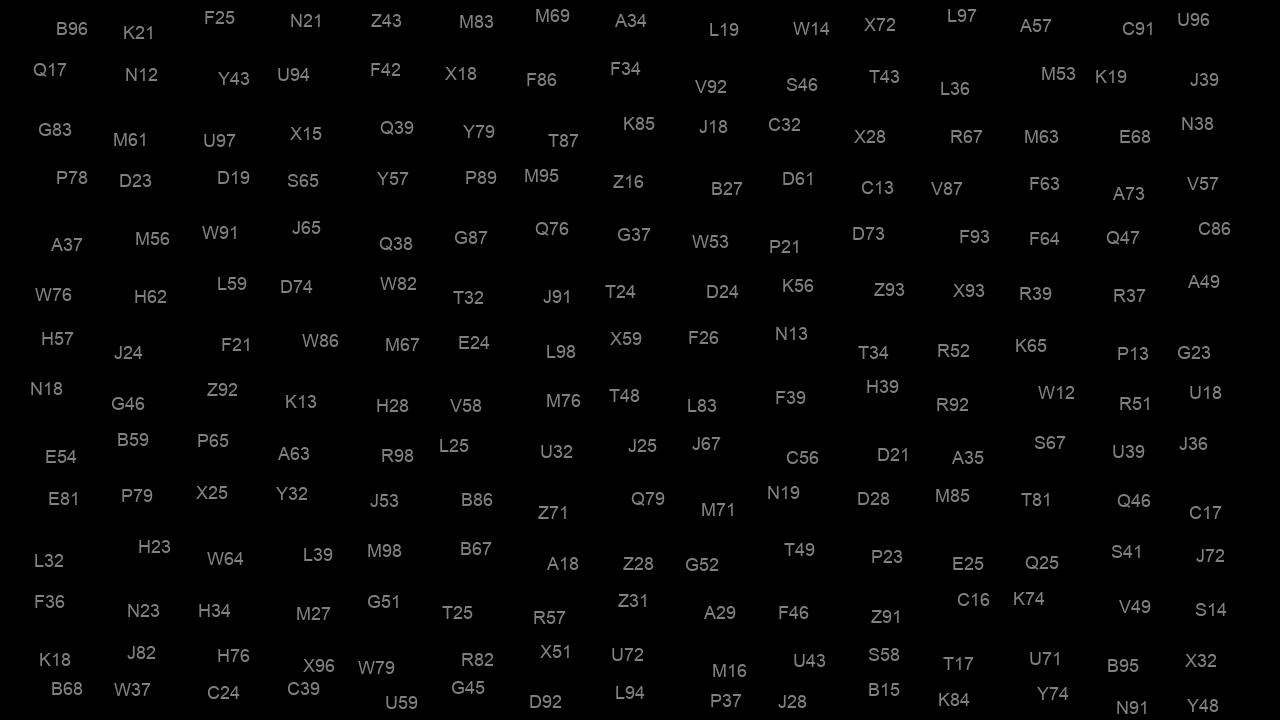 B96 K21 F25 N21 Z43 M83 M69 A34 L19 W14 X72 L97 A57 C91 U96
Q17 N12 Y43 U94 F42 X18 F86 F34 V92 S46 T43 L36 M53 K19 J39
G83 M61 U97 X15 Q39 Y79 T87 K85 J18 C32 X28 R67 M63 E68 N38
P78 D23 D19 S65 Y57 P89 M95 Z16 B27 D61 C13 V87 F63 A73 V57
A37 M56 W91 J65 Q38 G87 Q76 G37 W53 P21 D73 F93 F64 Q47 C86
W76 H62 L59 D74 W82 T32 J91 T24 D24 K56 Z93 X93 R39 R37 A49
H57 J24 F21 W86 M67 E24 L98 X59 F26 N13 T34 R52 K65 P13 G23
N18 G46 Z92 K13 H28 V58 M76 T48 L83 F39 H39 R92 W12 R51 U18
E54 B59 P65 A63 R98 L25 U32 J25 J67 C56 D21 A35 S67 U39 J36
E81 P79 X25 Y32 J53 B86 Z71 Q79 M71 N19 D28 M85 T81 Q46 C17
L32 H23 W64 L39 M98 B67 A18 Z28 G52 T49 P23 E25 Q25 S41 J72
F36 N23 H34 M27 G51 T25 R57 Z31 A29 F46 Z91 C16 K74 V49 S14
K18 J82 H76 X96 W79 R82 X51 U72 M16 U43 S58 T17 U71 B95 X32
B68 W37 C24 C39 U59 G45 D92 L94 P37 J28 B15 K84 Y74 N91 Y48